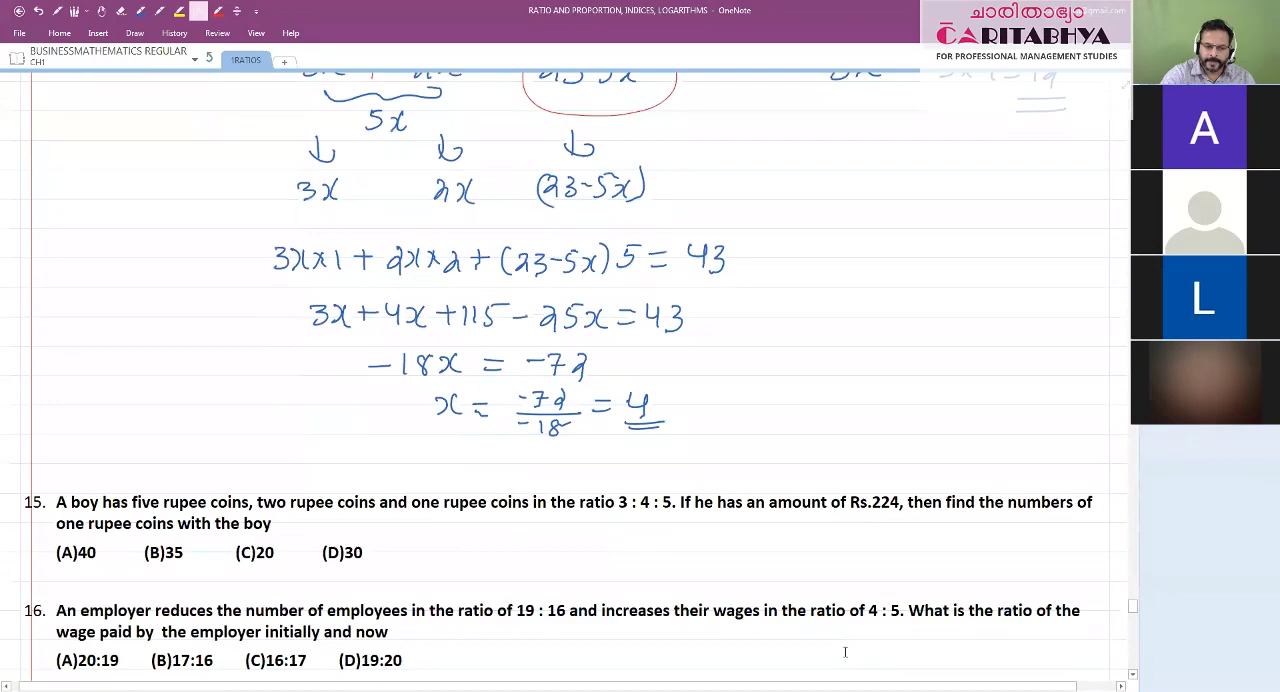 RATIO AND PROPORTION, INDICES, LOGARITHMS - OneNote
File Home Insert Draw History Review View Help
BUSINESSMATHEMATICS REGULAR
CH1
5
1RATIOS
ചാരിതാഭ്യാ
CARITABHYA
FOR PROFESSIONAL MANAGEMENT STUDIES
5x
3x 2x (23-5x)
3x×1 + 2x×2 + (23-5x) 5 = 43
3x + 4x + 115 - 25x = 43
-18x = -72
x = -72/-18 = 4
15. A boy has five rupee coins, two rupee coins and one rupee coins in the ratio 3 : 4 : 5. If he has an amount of Rs.224, then find the numbers of
one rupee coins with the boy
(A)40 (B)35 (C)20 (D)30
16. An employer reduces the number of employees in the ratio of 19 : 16 and increases their wages in the ratio of 4 : 5. What is the ratio of the
wage paid by the employer initially and now
(A)20:19 (B)17:16 (C)16:17 (D)19:20
A
L